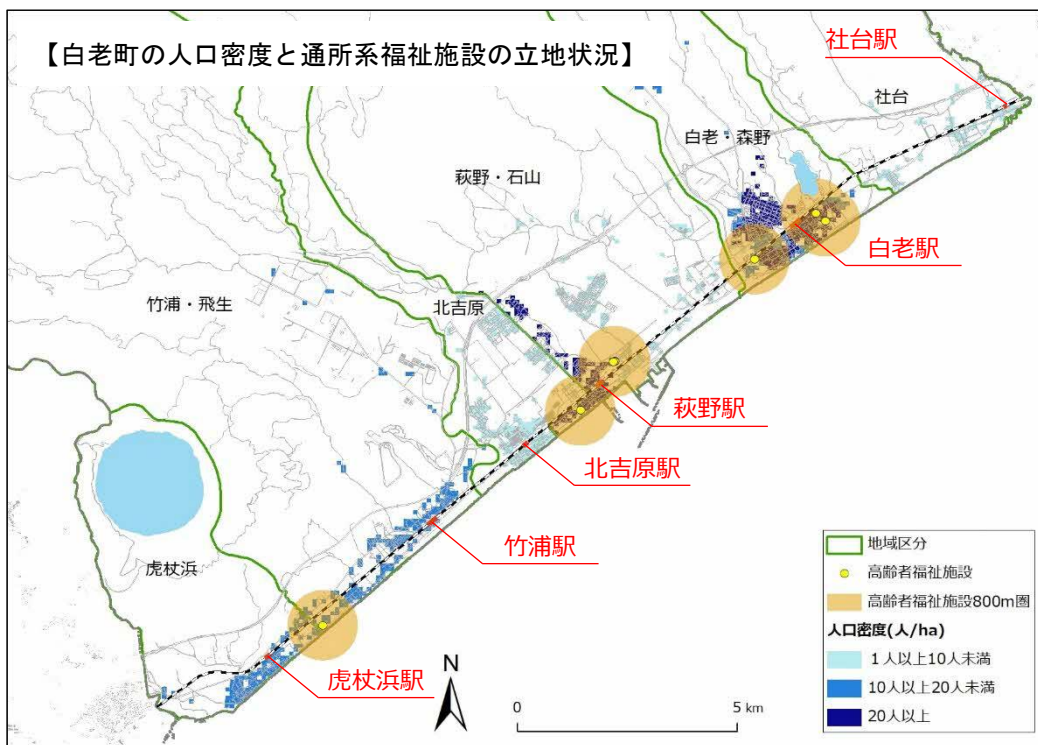 【白老町の人口密度と通所系福祉施設の立地状況】
社台駅
社台
白老・森野
萩野・石山
白老駅
竹浦・飛生
北吉原
萩野駅
北吉原駅
竹浦駅
虎杖浜
虎杖浜駅
N
0 5 km
地域区分
高齢者福祉施設
高齢者福祉施設800m圏
人口密度(人/ha)
1人以上10人未満
10人以上20人未満
20人以上